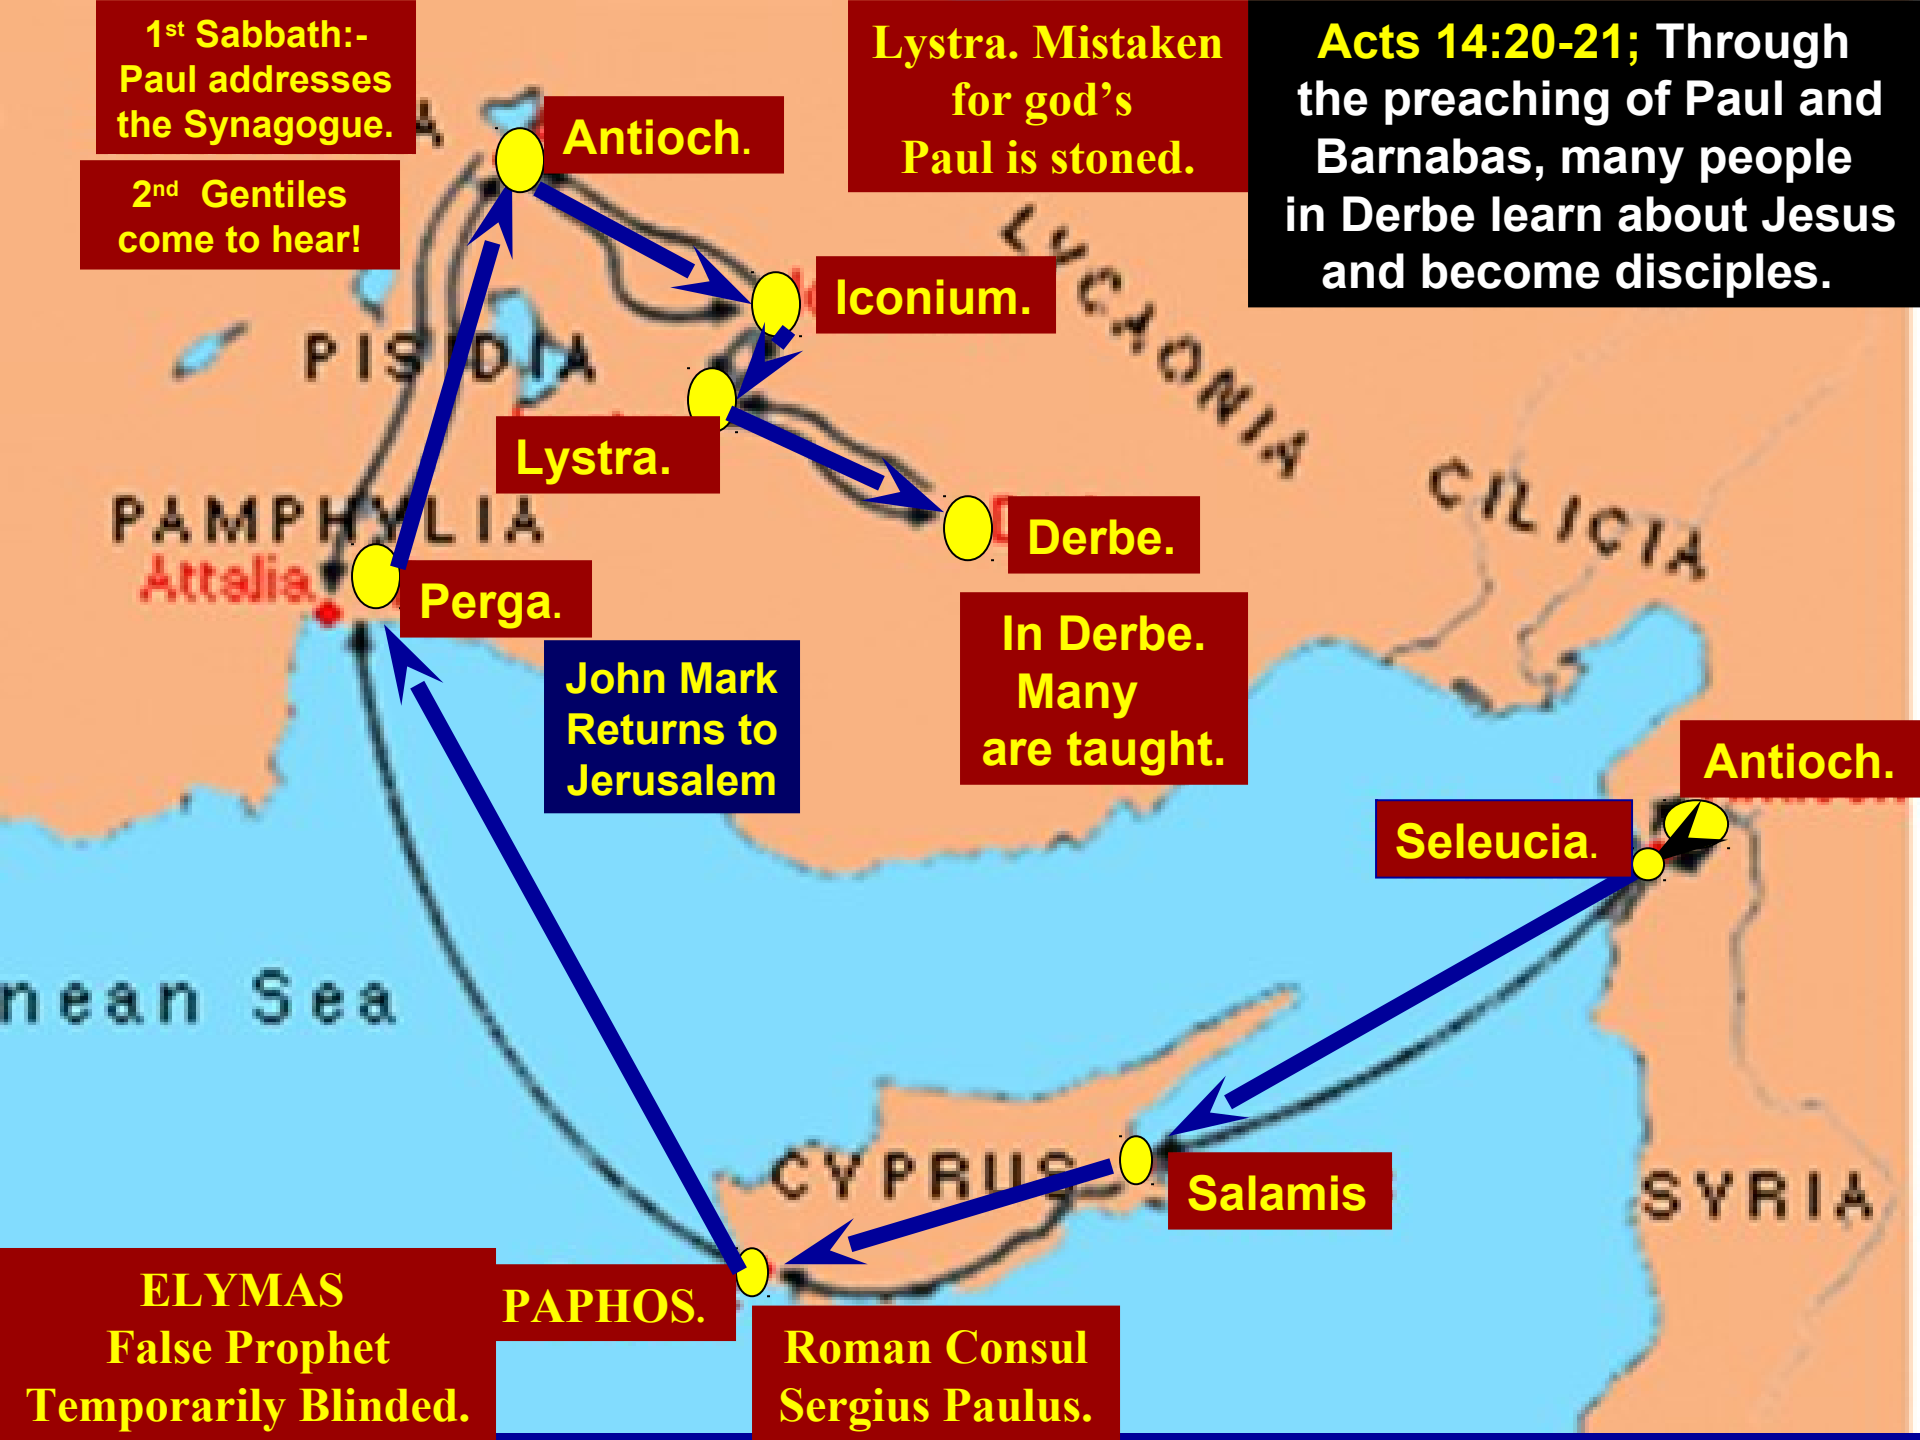 1st Sabbath:-
Paul addresses
the Synagogue.
2nd Gentiles
come to hear!
Antioch.
Lystra. Mistaken
for god’s
Paul is stoned.
Acts 14:20-21; Through
the preaching of Paul and
Barnabas, many people
in Derbe learn about Jesus
and become disciples.
Iconium.
LYCAONIA
PISIDIA
Lystra.
CILICIA
PAMPHYLIA
Attalia
Perga.
Derbe.
In Derbe.
Many
are taught.
John Mark
Returns to
Jerusalem
Antioch.
Seleucia.
nean Sea
CYPRUS
Salamis
SYRIA
ELYMAS
False Prophet
Temporarily Blinded.
PAPHOS.
Roman Consul
Sergius Paulus.